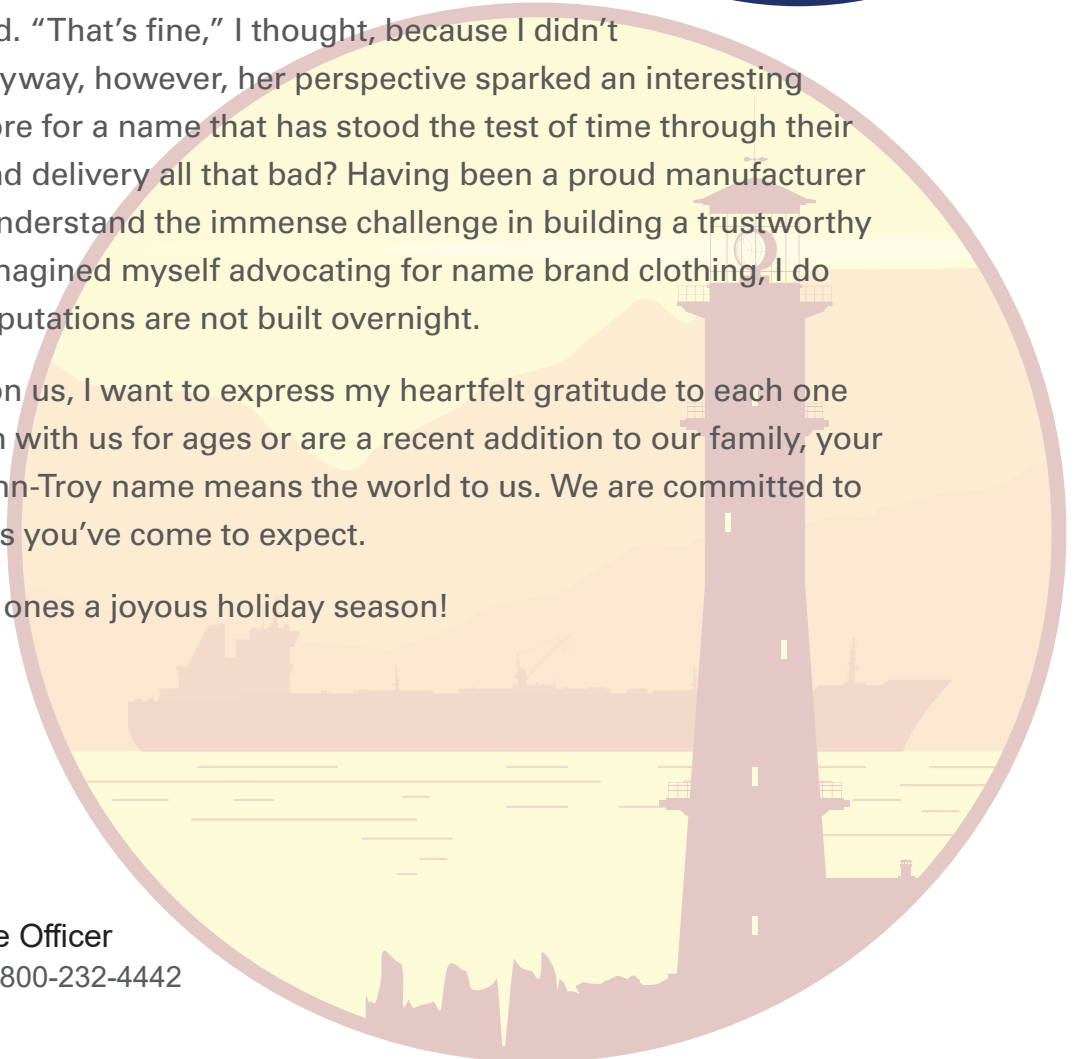 d. “That’s fine,” I thought, because I didn’t
yway, however, her perspective sparked an interesting
ore for a name that has stood the test of time through their
nd delivery all that bad? Having been a proud manufacturer
nderstand the immense challenge in building a trustworthy
magined myself advocating for name brand clothing, I do
putations are not built overnight.
on us, I want to express my heartfelt gratitude to each one
n with us for ages or are a recent addition to our family, your
nn-Troy name means the world to us. We are committed to
s you’ve come to expect.
ones a joyous holiday season!
e Officer
800-232-4442